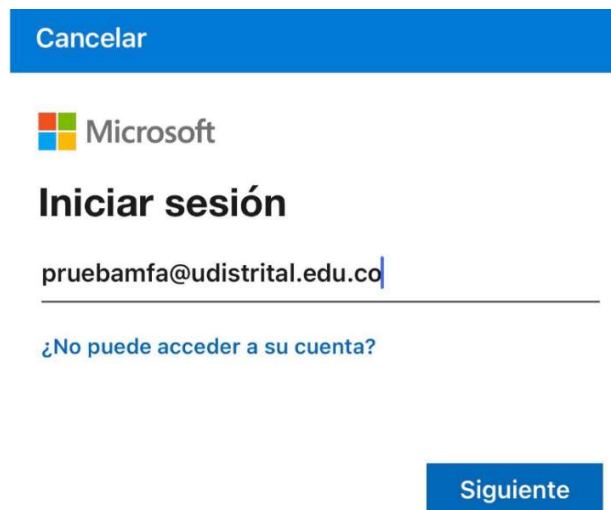 Cancelar
Microsoft
Iniciar sesión
pruebamfa@udistrital.edu.co
¿No puede acceder a su cuenta?
Siguiente